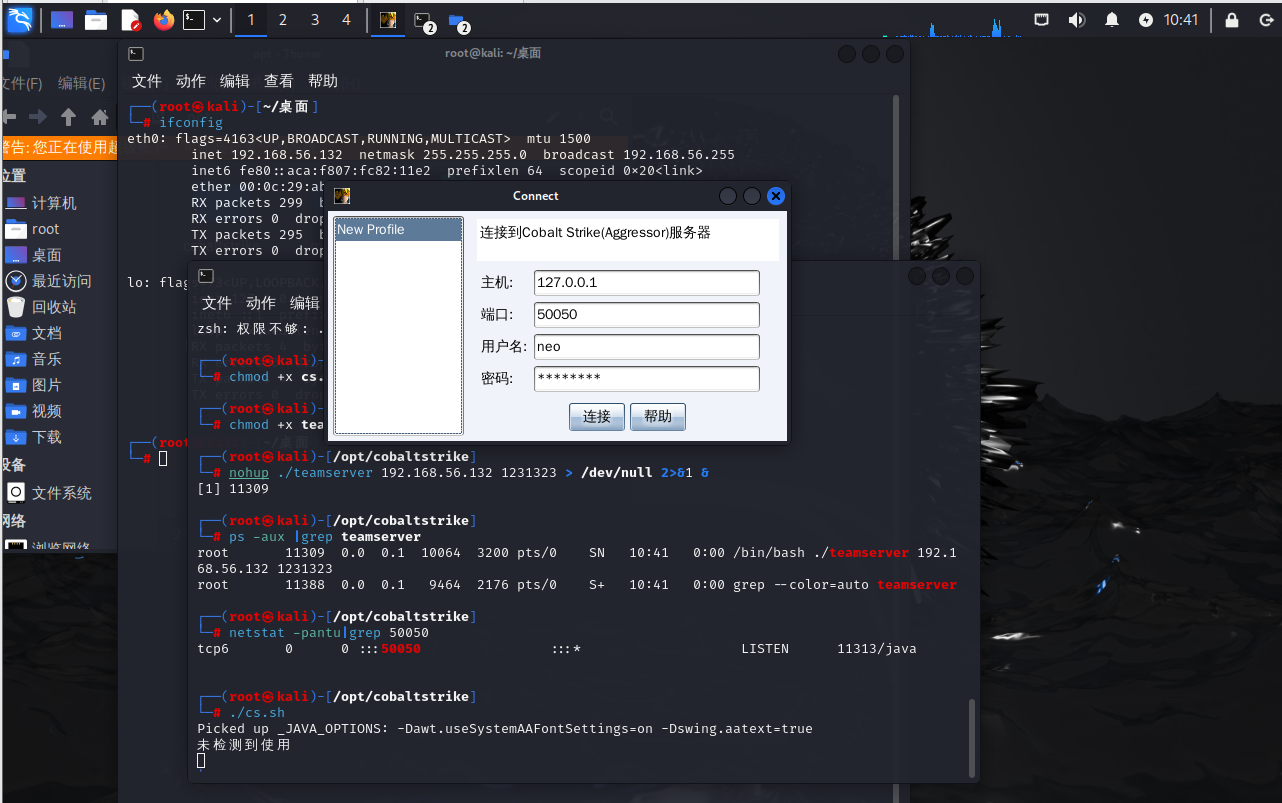 1 2 3 4 2 2 10:41
root@kali: ~/桌面
文件(F) 编辑(E)
文件 动作 编辑 查看 帮助
警告: 您正在使用超
位置
计算机
root
桌面
最近访问
回收站
文档
音乐
图片
视频
下载
设备
文件系统
网络
浏览网络
┌──(root㉿kali)-[~/桌面]
└─# ifconfig
eth0: flags=4163<UP,BROADCAST,RUNNING,MULTICAST>  mtu 1500
inet 192.168.56.132  netmask 255.255.255.0  broadcast 192.168.56.255
inet6 fe80::aca:f807:fc82:11e2  prefixlen 64  scopeid 0×20<link>
ether 00:0c:29:ab
RX packets 299
RX errors 0  drop
TX packets 295
TX errors 0  drop
lo: flag
┌──(root
└─#
Connect
New Profile
连接到Cobalt Strike(Aggressor)服务器
主机: 127.0.0.1
端口: 50050
用户名: neo
密码: ********
连接 帮助
文件 动作 编辑
zsh: 权限不够: .
┌──(root㉿kali)-
└─# chmod +x cs.
┌──(root㉿kali)-
└─# chmod +x tea
┌──(root㉿kali)-[/opt/cobaltstrike]
└─# nohup ./teamserver 192.168.56.132 1231323 > /dev/null 2>&1 &
[1] 11309
┌──(root㉿kali)-[/opt/cobaltstrike]
└─# ps -aux |grep teamserver
root       11309  0.0  0.1  10064  3200 pts/0    SN   10:41   0:00 /bin/bash ./teamserver 192.1
68.56.132 1231323
root       11388  0.0  0.1   9464  2176 pts/0    S+   10:41   0:00 grep --color=auto teamserver
┌──(root㉿kali)-[/opt/cobaltstrike]
└─# netstat -pantu|grep 50050
tcp6       0      0 :::50050                :::*                    LISTEN      11313/java
┌──(root㉿kali)-[/opt/cobaltstrike]
└─# ./cs.sh
Picked up _JAVA_OPTIONS: -Dawt.useSystemAAFontSettings=on -Dswing.aatext=true
未检测到使用